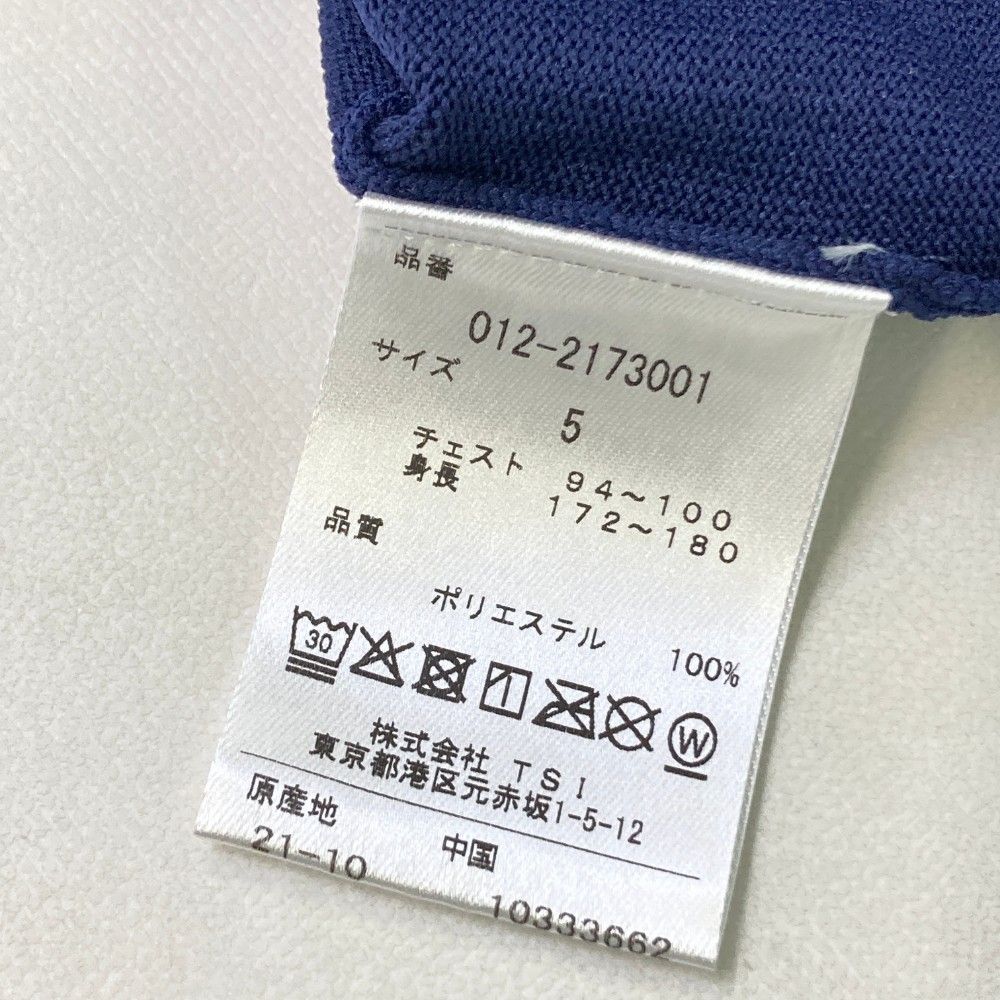 品番
012-2173001
サイズ
5
チェスト 94~100
身長 172~180
品質
ポリエステル 100%
30
W
株式会社 TSI
東京都港区元赤坂1-5-12
原産地 中国
21-10 10333662